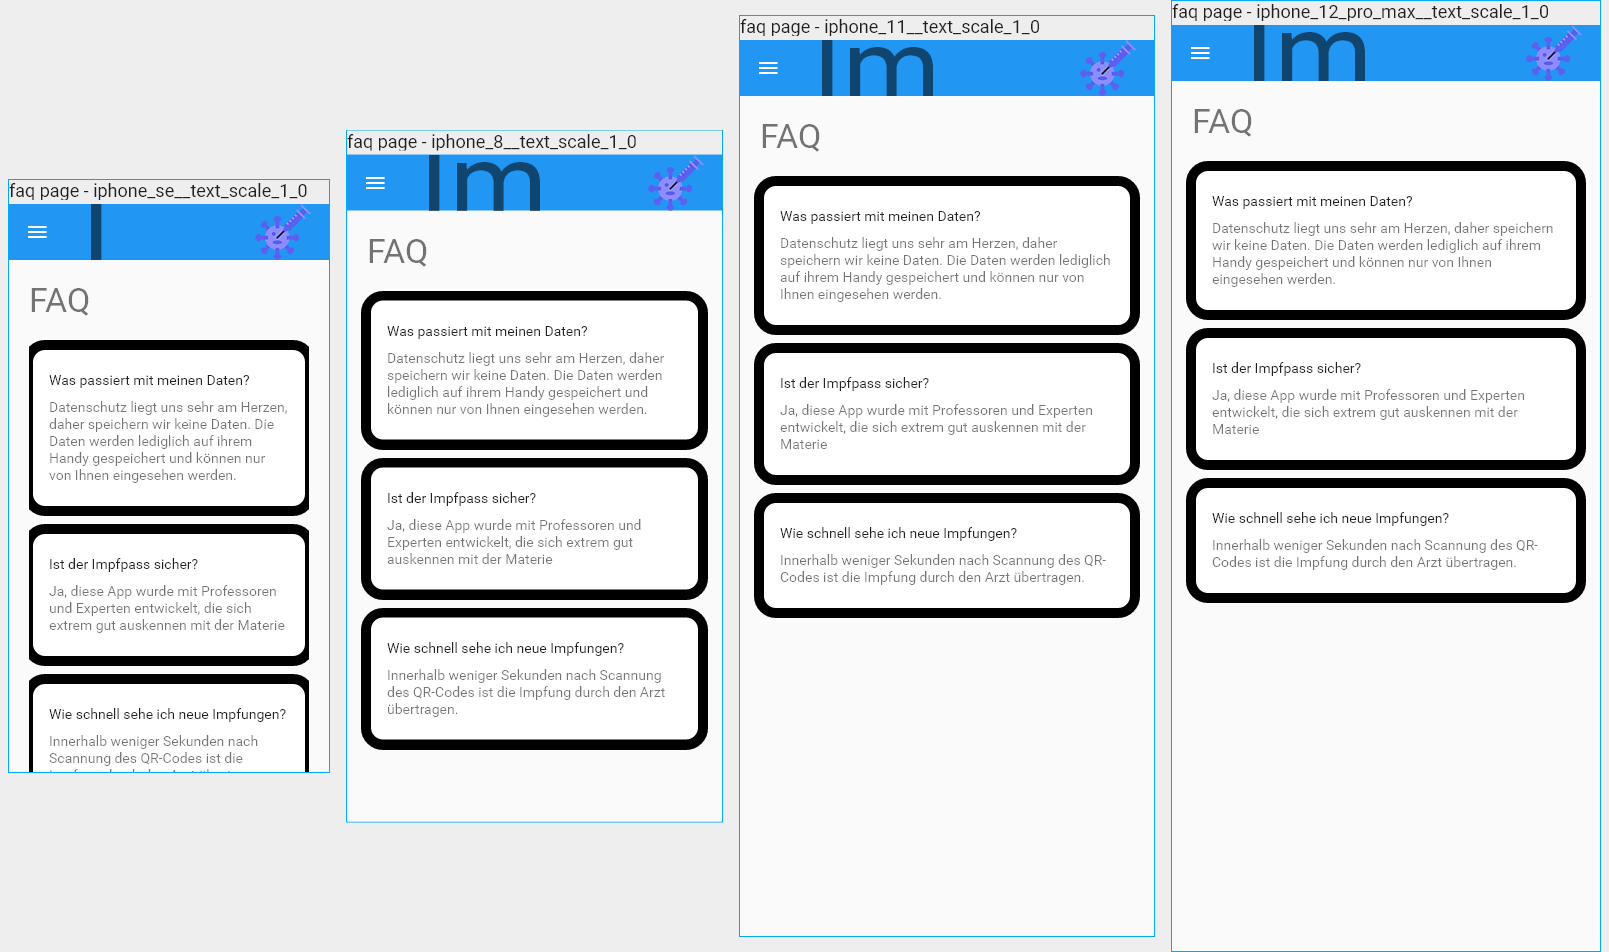 faq page - iphone_se__text_scale_1_0
I
FAQ
Was passiert mit meinen Daten?
Datenschutz liegt uns sehr am Herzen,
daher speichern wir keine Daten. Die
Daten werden lediglich auf ihrem
Handy gespeichert und können nur
von Ihnen eingesehen werden.
Ist der Impfpass sicher?
Ja, diese App wurde mit Professoren
und Experten entwickelt, die sich
extrem gut auskennen mit der Materie
Wie schnell sehe ich neue Impfungen?
Innerhalb weniger Sekunden nach
Scannung des QR-Codes ist die
faq page - iphone_8__text_scale_1_0
Im
FAQ
Was passiert mit meinen Daten?
Datenschutz liegt uns sehr am Herzen, daher
speichern wir keine Daten. Die Daten werden
lediglich auf ihrem Handy gespeichert und
können nur von Ihnen eingesehen werden.
Ist der Impfpass sicher?
Ja, diese App wurde mit Professoren und
Experten entwickelt, die sich extrem gut
auskennen mit der Materie
Wie schnell sehe ich neue Impfungen?
Innerhalb weniger Sekunden nach Scannung
des QR-Codes ist die Impfung durch den Arzt
übertragen.
faq page - iphone_11__text_scale_1_0
Im
FAQ
Was passiert mit meinen Daten?
Datenschutz liegt uns sehr am Herzen, daher
speichern wir keine Daten. Die Daten werden lediglich
auf ihrem Handy gespeichert und können nur von
Ihnen eingesehen werden.
Ist der Impfpass sicher?
Ja, diese App wurde mit Professoren und Experten
entwickelt, die sich extrem gut auskennen mit der
Materie
Wie schnell sehe ich neue Impfungen?
Innerhalb weniger Sekunden nach Scannung des QR-
Codes ist die Impfung durch den Arzt übertragen.
faq page - iphone_12_pro_max__text_scale_1_0
Im
FAQ
Was passiert mit meinen Daten?
Datenschutz liegt uns sehr am Herzen, daher speichern
wir keine Daten. Die Daten werden lediglich auf ihrem
Handy gespeichert und können nur von Ihnen
eingesehen werden.
Ist der Impfpass sicher?
Ja, diese App wurde mit Professoren und Experten
entwickelt, die sich extrem gut auskennen mit der
Materie
Wie schnell sehe ich neue Impfungen?
Innerhalb weniger Sekunden nach Scannung des QR-
Codes ist die Impfung durch den Arzt übertragen.